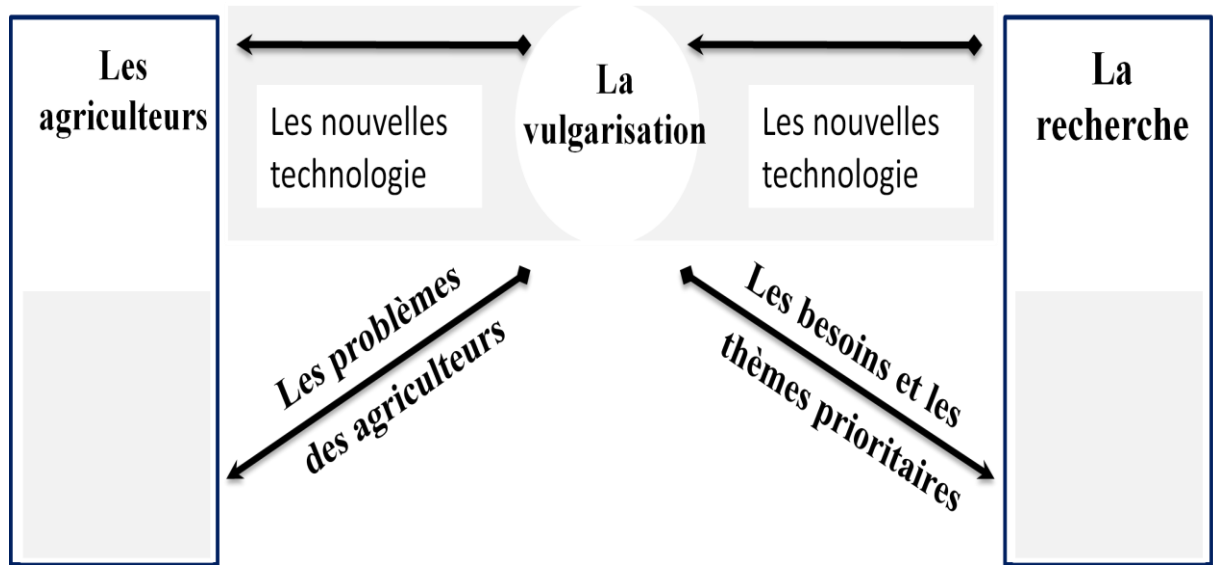 Les
agriculteurs
Les nouvelles
technologie
La
vulgarisation
Les nouvelles
technologie
La
recherche
Les problèmes
des agriculteurs
Les besoins et les
thèmes prioritaires